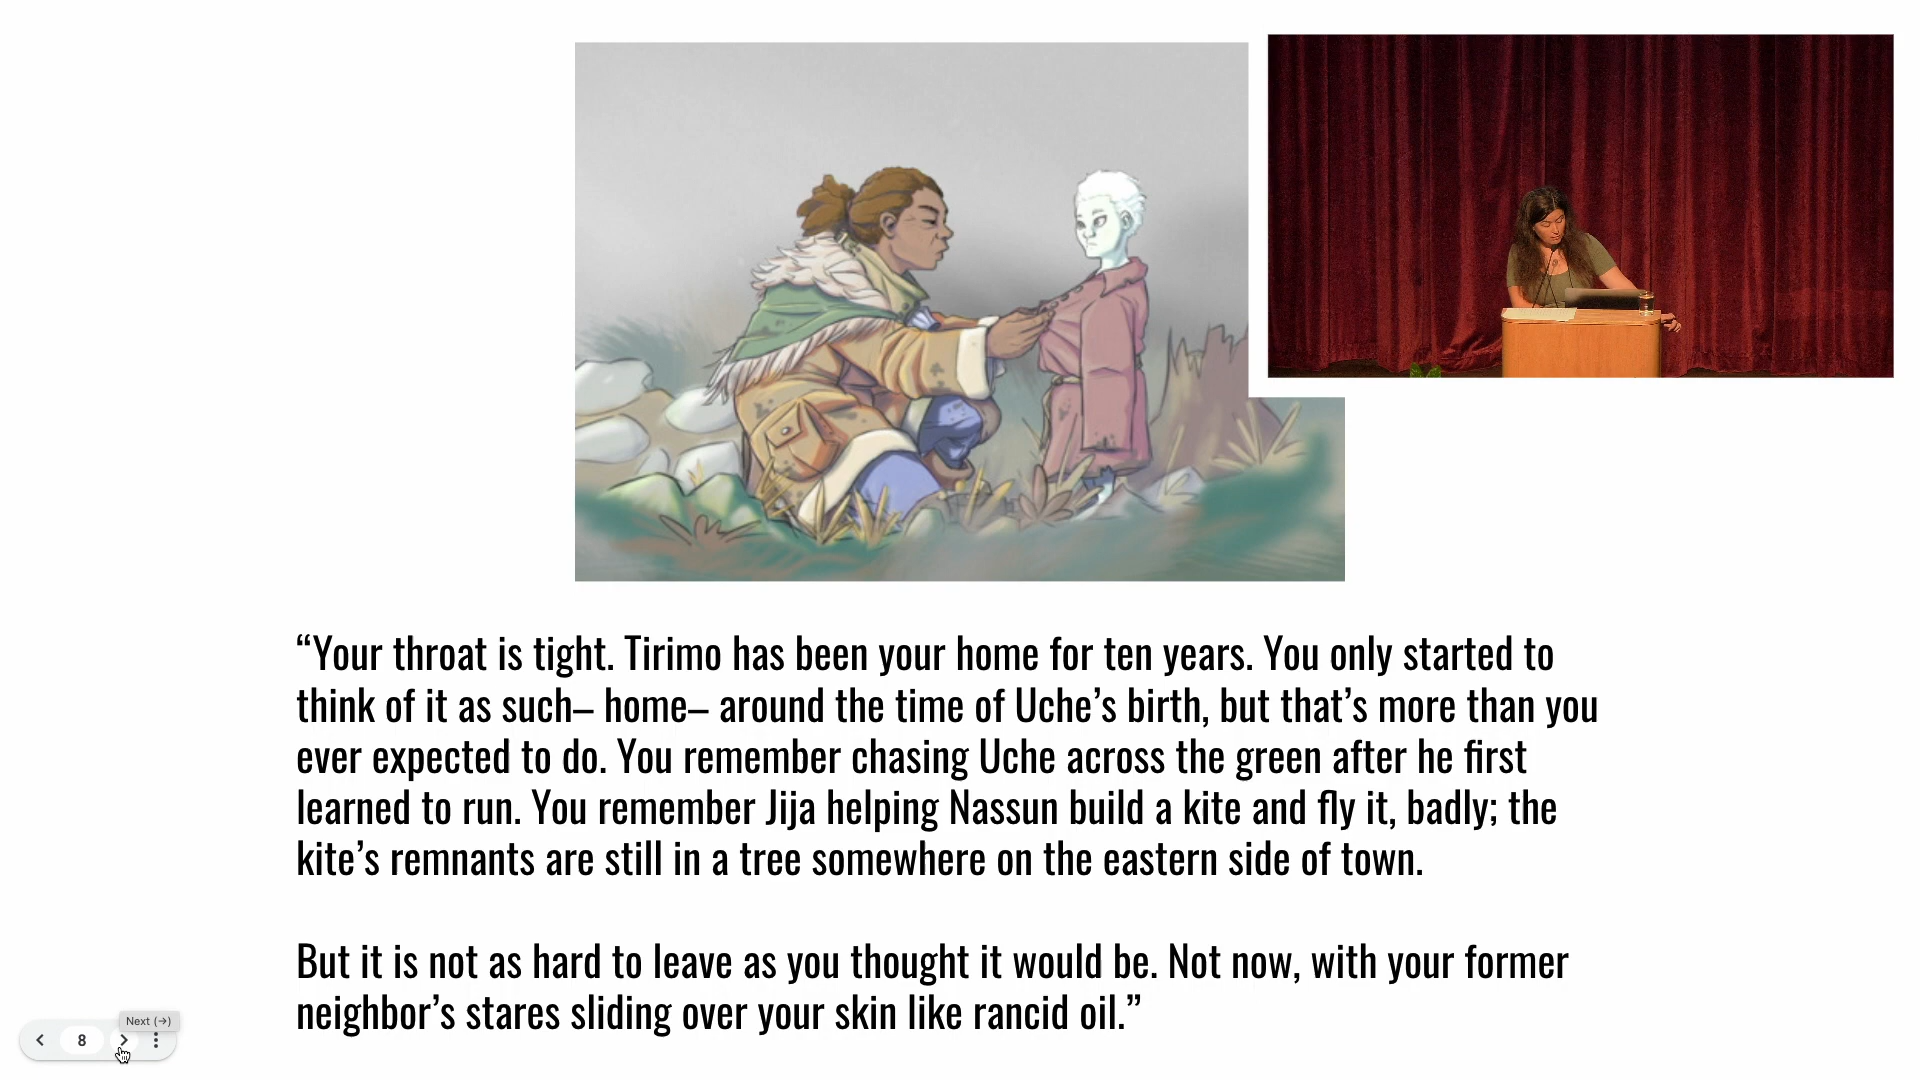 “Your throat is tight. Tirimo has been your home for ten years. You only started to
think of it as such– home– around the time of Uche’s birth, but that’s more than you
ever expected to do. You remember chasing Uche across the green after he first
learned to run. You remember Jija helping Nassun build a kite and fly it, badly; the
kite’s remnants are still in a tree somewhere on the eastern side of town.
But it is not as hard to leave as you thought it would be. Not now, with your former
neighbor’s stares sliding over your skin like rancid oil.”
Next (→)
8